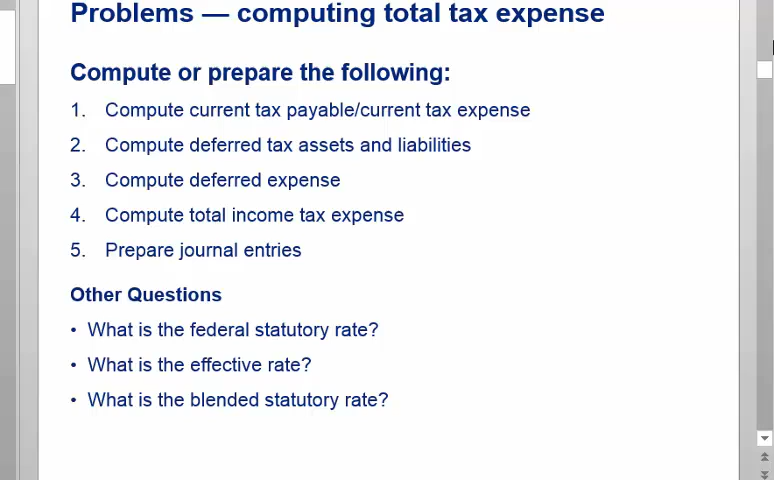 Problems — computing total tax expense
Compute or prepare the following:
1. Compute current tax payable/current tax expense
2. Compute deferred tax assets and liabilities
3. Compute deferred expense
4. Compute total income tax expense
5. Prepare journal entries
Other Questions
• What is the federal statutory rate?
• What is the effective rate?
• What is the blended statutory rate?